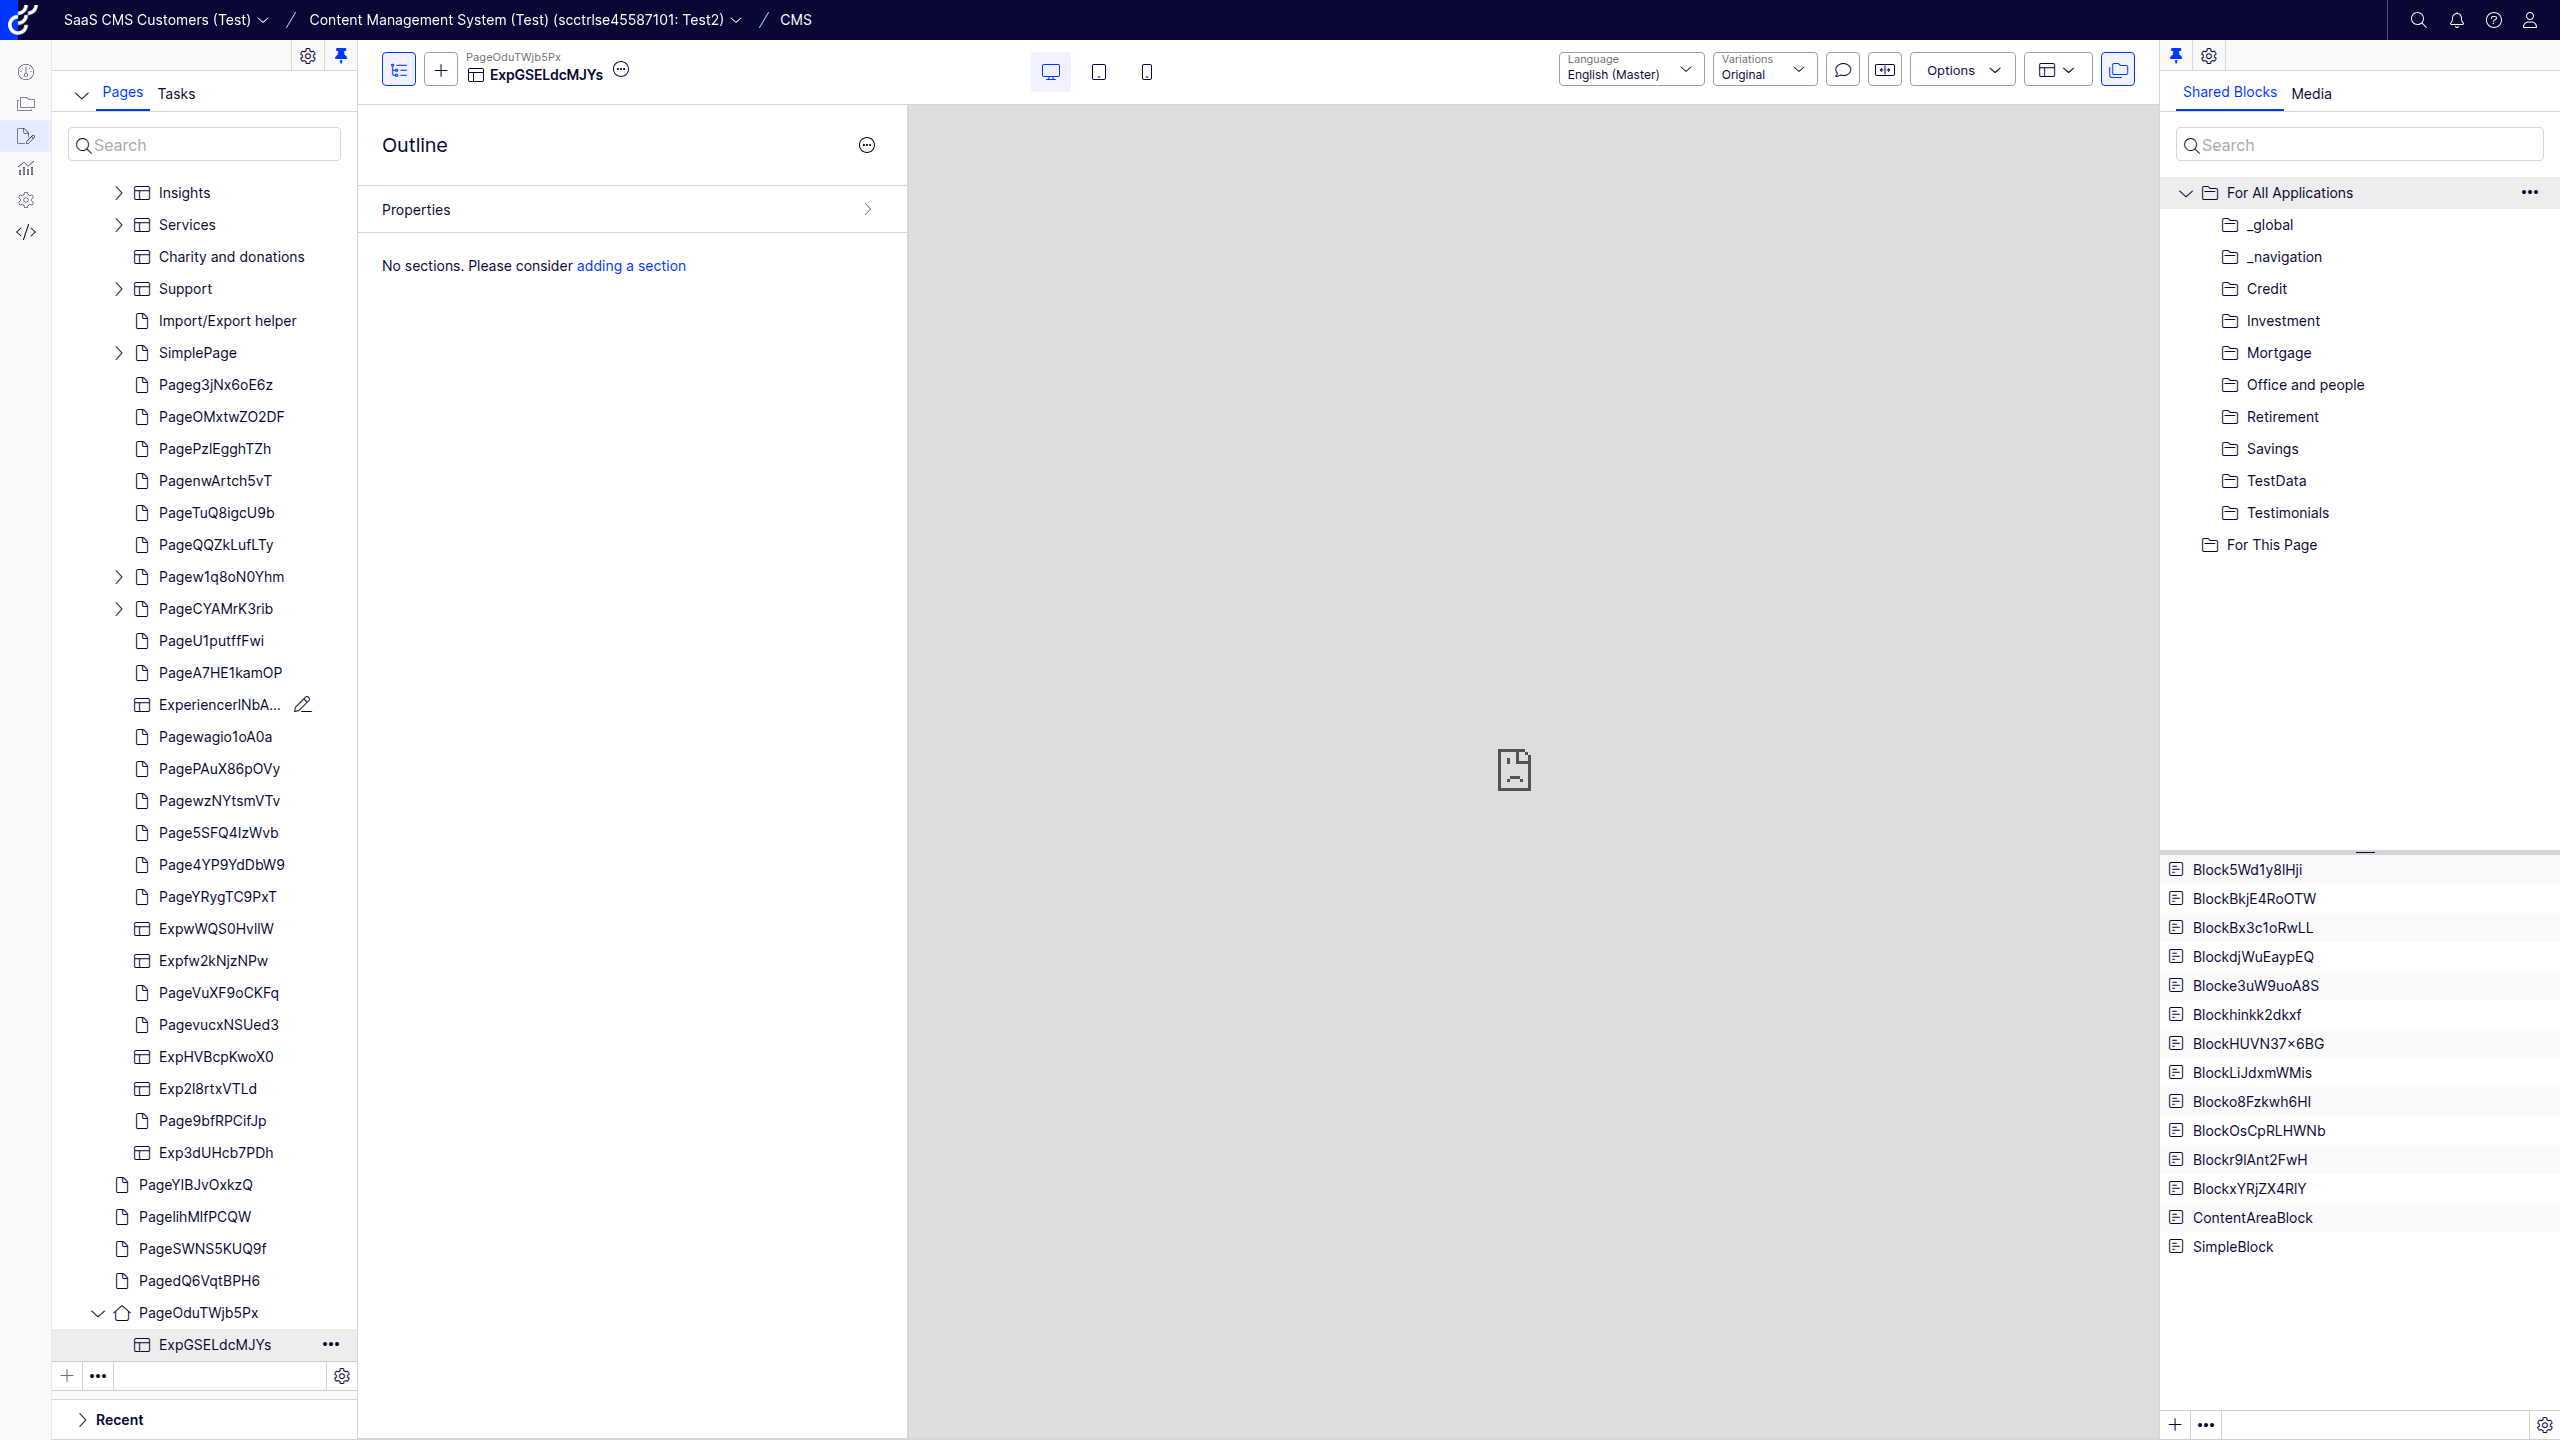 SaaS CMS Customers (Test) / Content Management System (Test) (scctrlse45587101: Test2) / CMS
Pages Tasks
Search
Insights
Services
Charity and donations
Support
Import/Export helper
SimplePage
Pageg3jNx6oE6z
PageOMxtwZO2DF
PagePzlEgghTZh
PagenwArtch5vT
PageTuQ8igcU9b
PageQQZkLufLTy
Pagew1q8oN0Yhm
PageCYAMrK3rib
PageU1putffFwi
PageA7HE1kamOP
ExperiencerlNbA...
Pagewagio1oA0a
PagePAuX86pOVy
PagewzNYtsmVTv
Page5SFQ4IzWvb
Page4YP9YdDbW9
PageYRygTC9PxT
ExpwWQS0HvllW
Expfw2kNjzNPw
PageVuXF9oCKFq
PagevucxNSUed3
ExpHVBcpKwoX0
Exp2l8rtxVTLd
Page9bfRPCifJp
Exp3dUHcb7PDh
PageYlBJvOxkzQ
PagelihMlfPCQW
PageSWNS5KUQ9f
PagedQ6VqtBPH6
PageOduTWjb5Px
ExpGSELdcMJYs
Recent
PageOduTWjb5Px
ExpGSELdcMJYs
Language
English (Master)
Variations
Original
Options
Outline
Properties
No sections. Please consider adding a section
Shared Blocks Media
Search
For All Applications
_global
_navigation
Credit
Investment
Mortgage
Office and people
Retirement
Savings
TestData
Testimonials
For This Page
Block5Wd1y8lHji
BlockBkjE4RoOTW
BlockBx3c1oRwLL
BlockdjWuEaypEQ
Blocke3uW9uoA8S
Blockhinkk2dkxf
BlockHUVN37x6BG
BlockLiJdxmWMis
Blocko8Fzkwh6HI
BlockOsCpRLHWNb
Blockr9lAnt2FwH
BlockxYRjZX4RlY
ContentAreaBlock
SimpleBlock